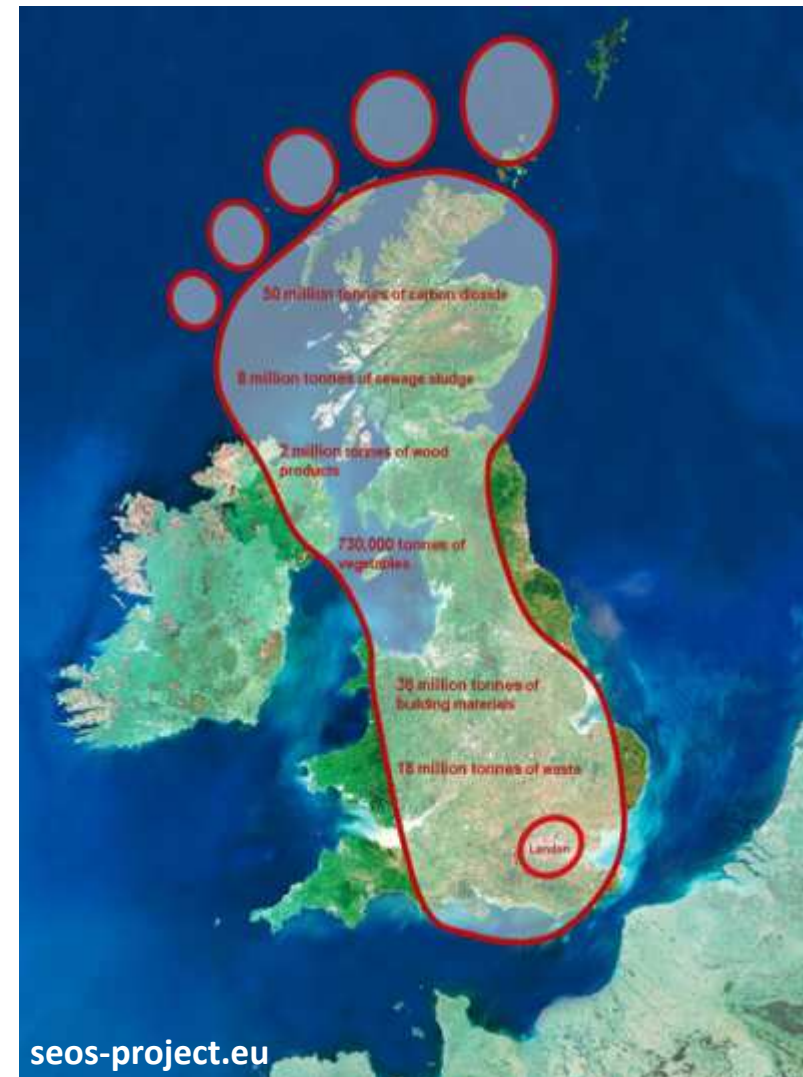 50 million tonnes of carbon dioxide
8 million tonnes of sewage sludge
2 million tonnes of wood
products
730,000 tonnes of
vegetables
36 million tonnes of
building materials
18 million tonnes of waste
London
seos-project.eu